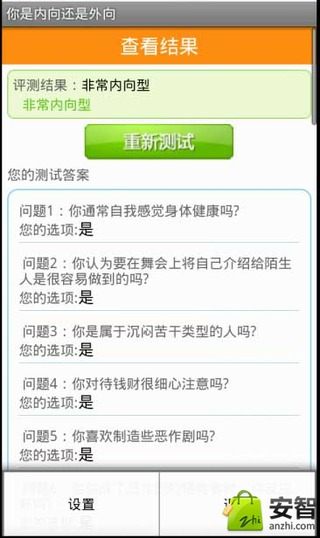 你是内向还是外向
查看结果
评测结果：非常内向型
非常内向型
重新测试
您的测试答案
问题1：你通常自我感觉身体健康吗?
您的选项:是
问题2：你认为要在舞会上将自己介绍给陌生
人是很容易做到的吗?
您的选项:是
问题3：你是属于沉闷苦干类型的人吗?
您的选项:是
问题4：你对待钱财很细心注意吗?
您的选项:是
问题5：你喜欢制造些恶作剧吗?
您的选项:是
您的选项:是
设置
安智
zhi
anzhi.com